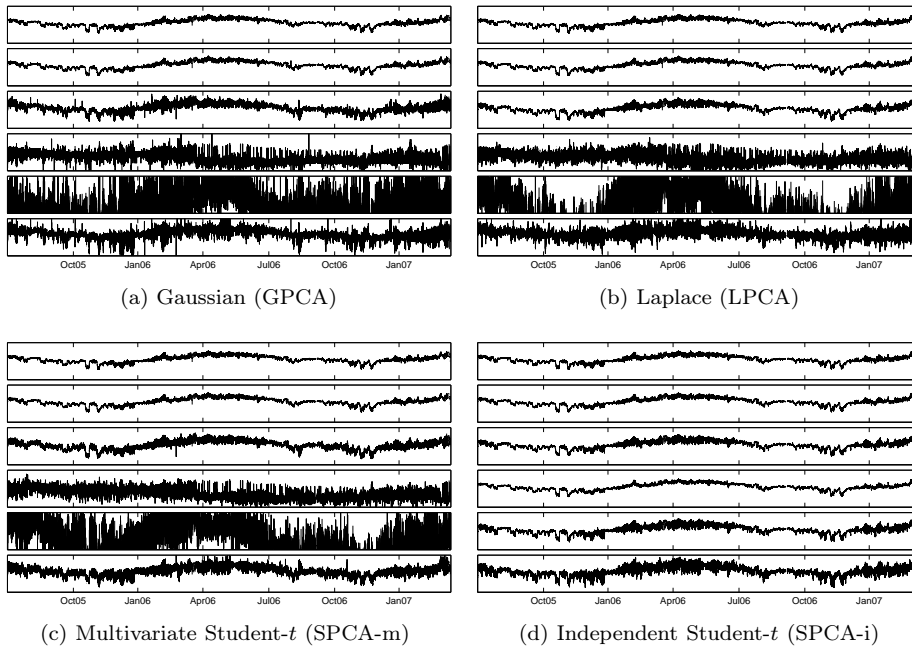 Oct05 Jan06 Apr06 Jul06 Oct06 Jan07
(a) Gaussian (GPCA)
Oct05 Jan06 Apr06 Jul06 Oct06 Jan07
(b) Laplace (LPCA)
Oct05 Jan06 Apr06 Jul06 Oct06 Jan07
(c) Multivariate Student-t (SPCA-m)
Oct05 Jan06 Apr06 Jul06 Oct06 Jan07
(d) Independent Student-t (SPCA-i)